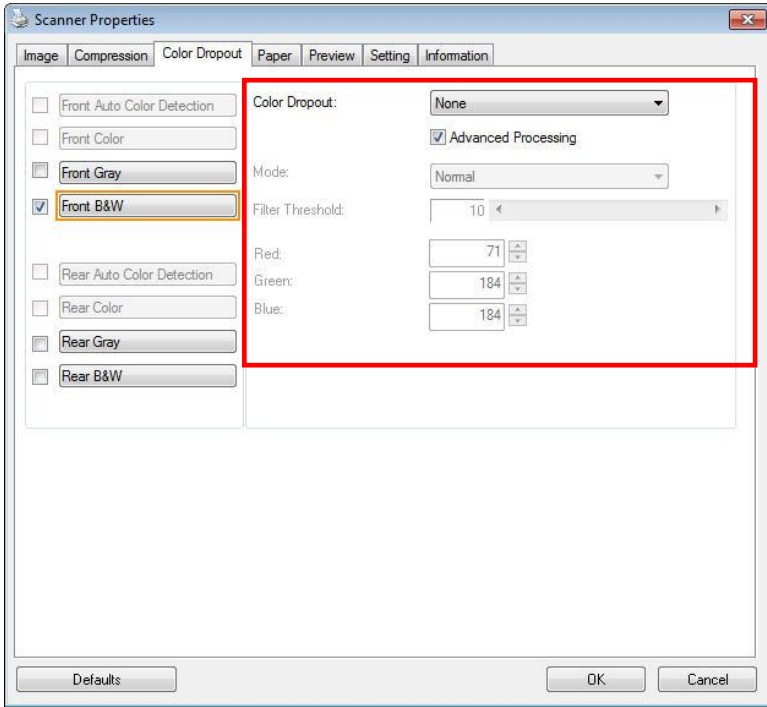 Scanner Properties
Image Compression Color Dropout Paper Preview Setting Information
Front Auto Color Detection
Front Color
Front Gray
Front B&W
Rear Auto Color Detection
Rear Color
Rear Gray
Rear B&W
Color Dropout: None
Advanced Processing
Mode: Normal
Filter Threshold: 10
Red: 71
Green: 184
Blue: 184
Defaults OK Cancel